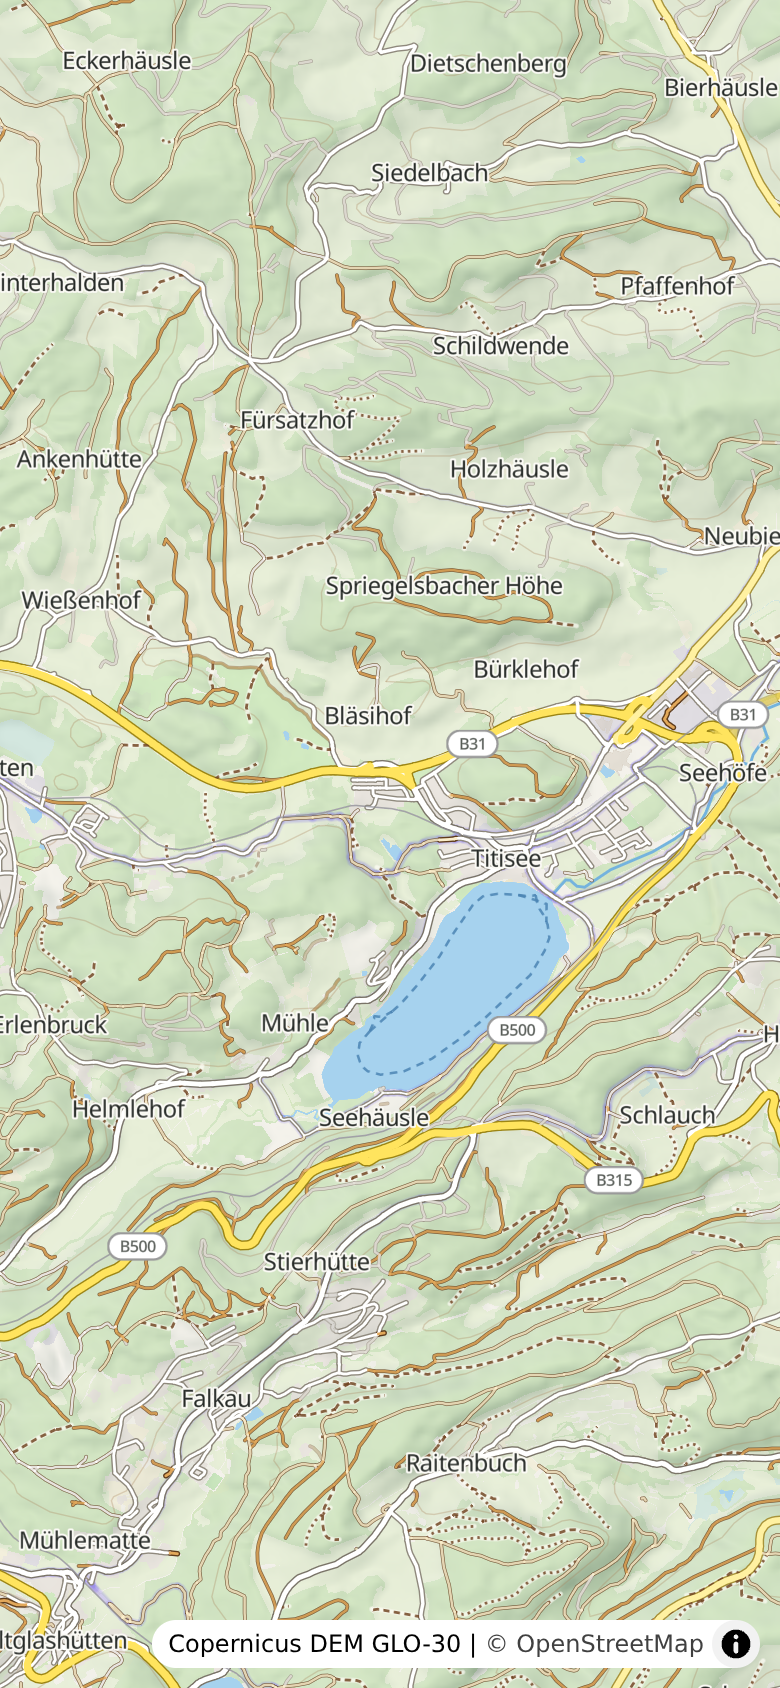 Eckerhäusle
Dietschenberg
Bierhäusle
Siedelbach
interhalden
Pfaffenhof
Schildwende
Fürsatzhof
Ankenhütte
Holzhäusle
Neubie
Spriegelsbacher Höhe
Wießenhof
Bürklehof
Bläsihof
B31
B31
ten
Seehöfe
Titisee
Erlenbruck
Mühle
B500
H
Helmlehof
Seehäusle
Schlauch
B315
B500
Stierhütte
Falkau
Raitenbuch
Mühlematte
ltglashütten
Copernicus DEM GLO-30 | © OpenStreetMap